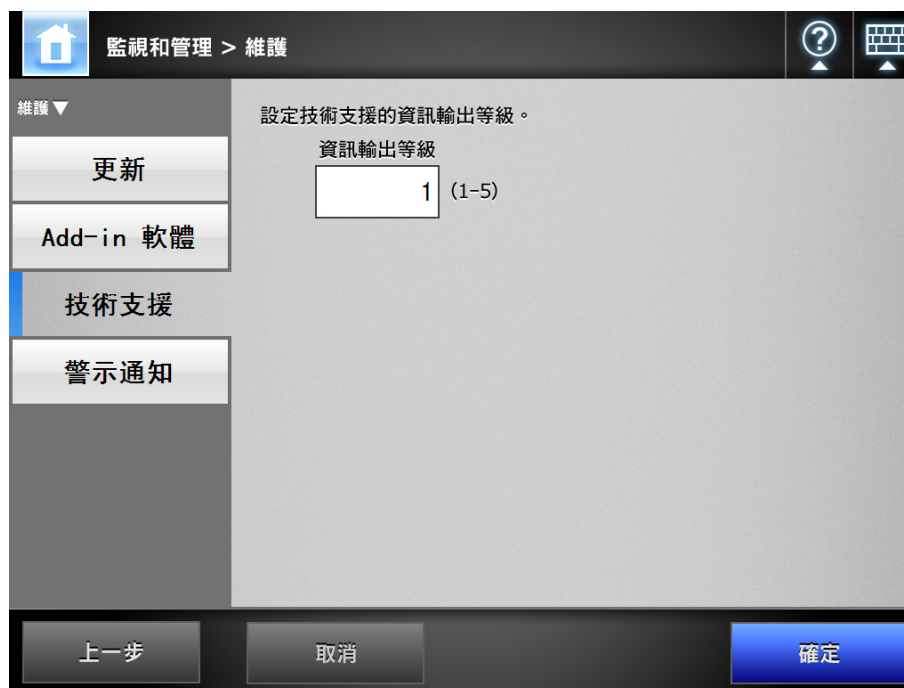 監視和管理 > 維護
?
維護▼
設定技術支援的資訊輸出等級。
資訊輸出等級
1 (1-5)
更新
Add-in 軟體
技術支援
警示通知
上一步
取消
確定